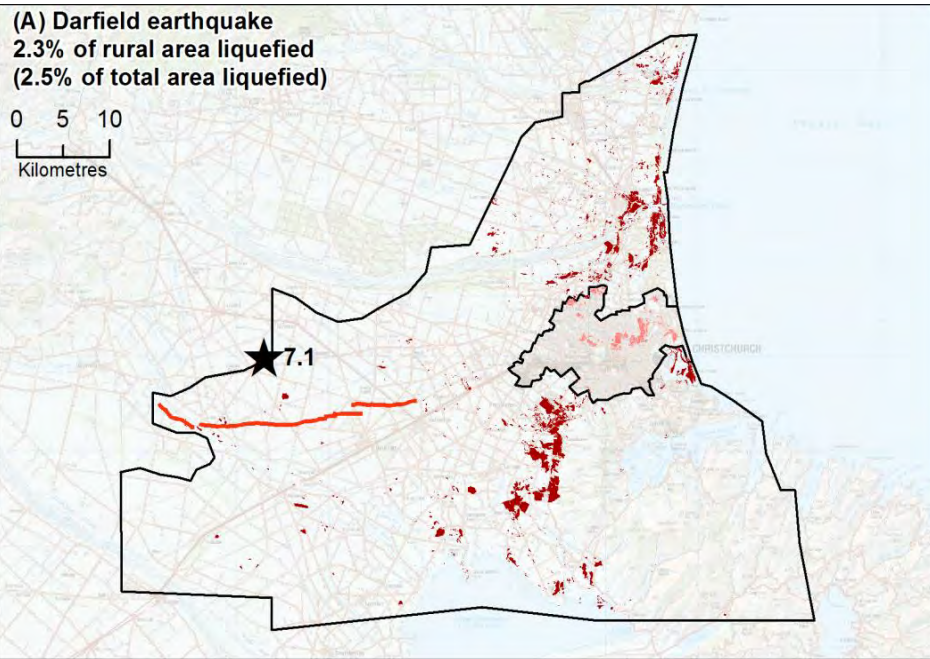 (A) Darfield earthquake
2.3% of rural area liquefied
(2.5% of total area liquefied)
0 5 10
Kilometres
7.1
CHRISTCHURCH